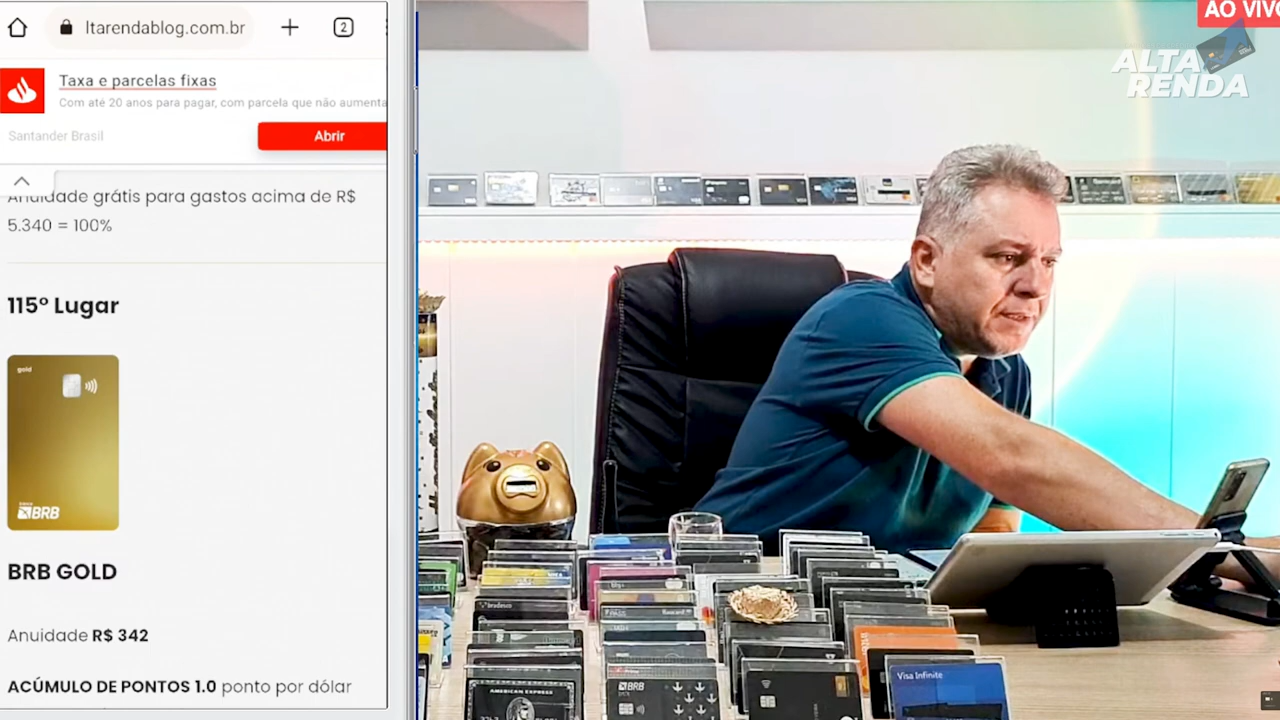 ltarendablog.com.br
2
Taxa e parcelas fixas
Com até 20 anos para pagar, com parcela que não aumenta
Santander Brasil
Abrir
Anuidade grátis para gastos acima de R$
5.340 = 100%
115º Lugar
gold
BRB
BRB GOLD
Anuidade R$ 342
ACÚMULO DE PONTOS 1.0 ponto por dólar
AO VIVO
ALTA
RENDA
VISA
bradesco
AMERICAN EXPRESS
BRB
Visa Infinite